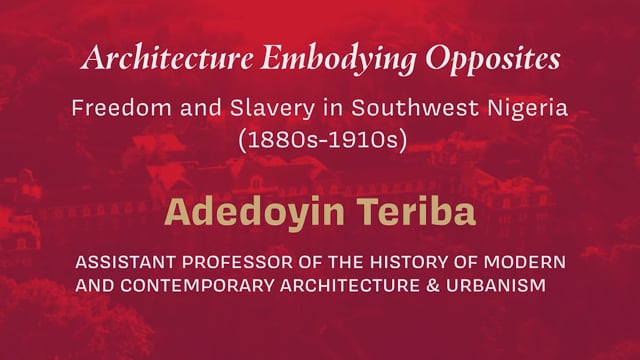 Architecture Embodying Opposites
Freedom and Slavery in Southwest Nigeria
(1880s-1910s)
Adedoyin Teriba
ASSISTANT PROFESSOR OF THE HISTORY OF MODERN
AND CONTEMPORARY ARCHITECTURE & URBANISM